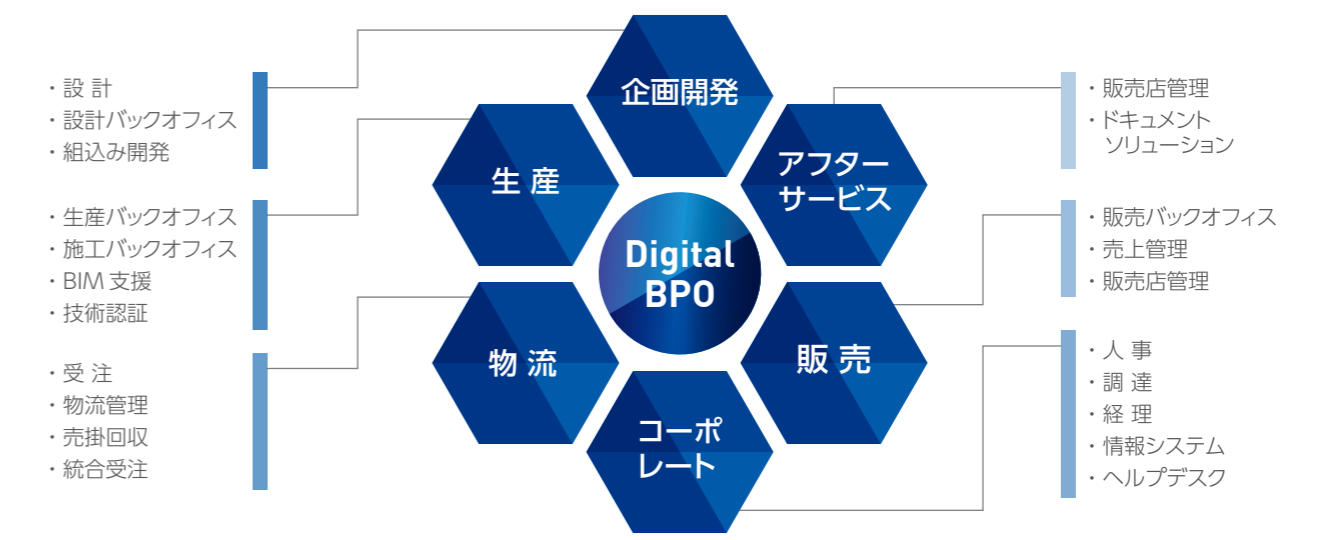 企画開発
生 産
アフター
サービス
Digital
BPO
物 流
販 売
コーポ
レート
・設 計
・設計バックオフィス
・組込み開発
・生産バックオフィス
・施工バックオフィス
・BIM 支援
・技術認証
・受 注
・物流管理
・売掛回収
・統合受注
・販売店管理
・ドキュメント
ソリューション
・販売バックオフィス
・売上管理
・販売店管理
・人 事
・調 達
・経 理
・情報システム
・ヘルプデスク